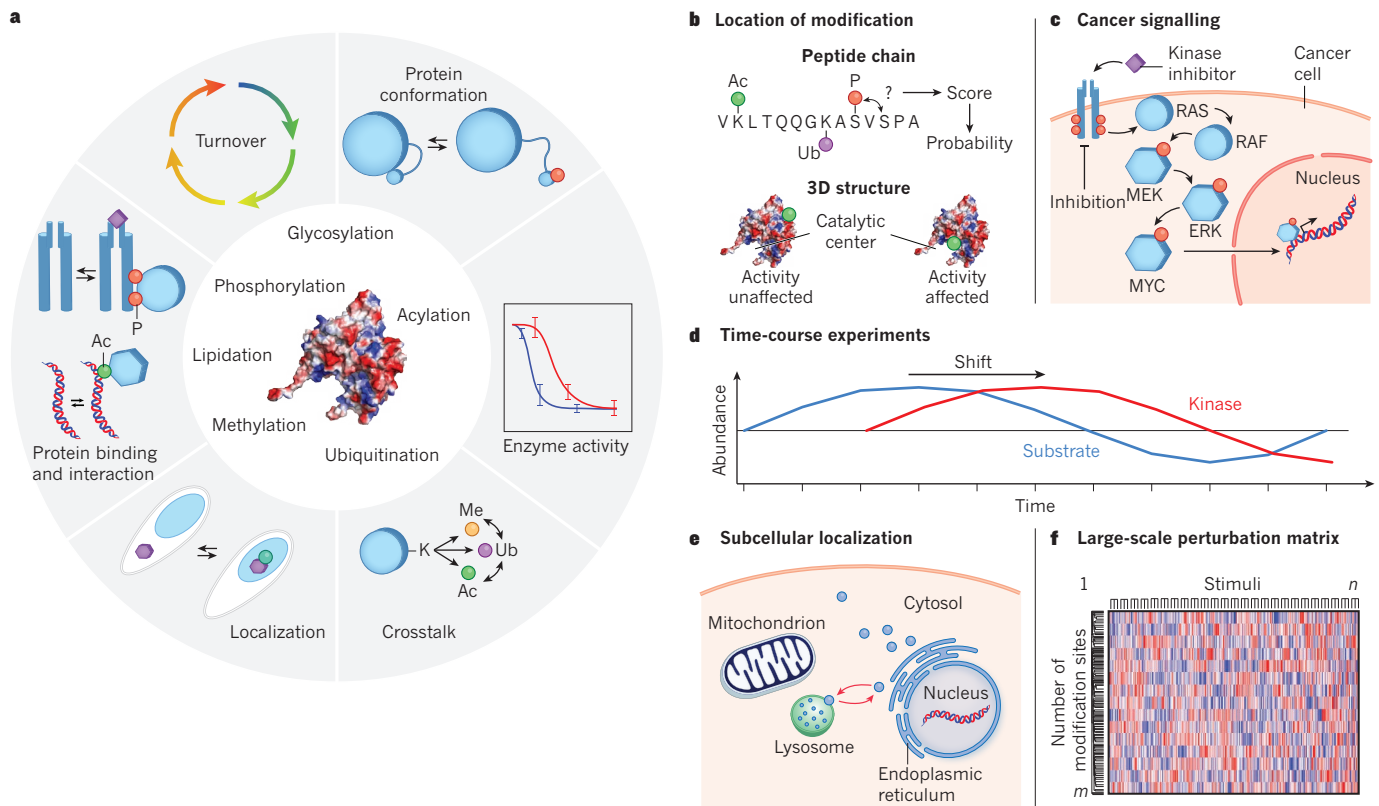 a
Turnover
Protein
conformation
Glycosylation
Phosphorylation
Acylation
Lipidation
Methylation
Ubiquitination
P
Ac
Protein binding
and interaction
Enzyme activity
Localization
K
Me
Ub
Ac
Crosstalk
b Location of modification
Peptide chain
Ac
P
?
Score
VKLTQQGKASVSPA
Ub
Probability
3D structure
Catalytic
center
Activity
unaffected
Activity
affected
c Cancer signalling
Kinase
inhibitor
Cancer
cell
RAS
RAF
MEK
Inhibition
ERK
MYC
Nucleus
d Time-course experiments
Shift
Abundance
Kinase
Substrate
Time
e Subcellular localization
Cytosol
Mitochondrion
Nucleus
Lysosome
Endoplasmic
reticulum
f Large-scale perturbation matrix
1 Stimuli n
Number of
modification sites
m